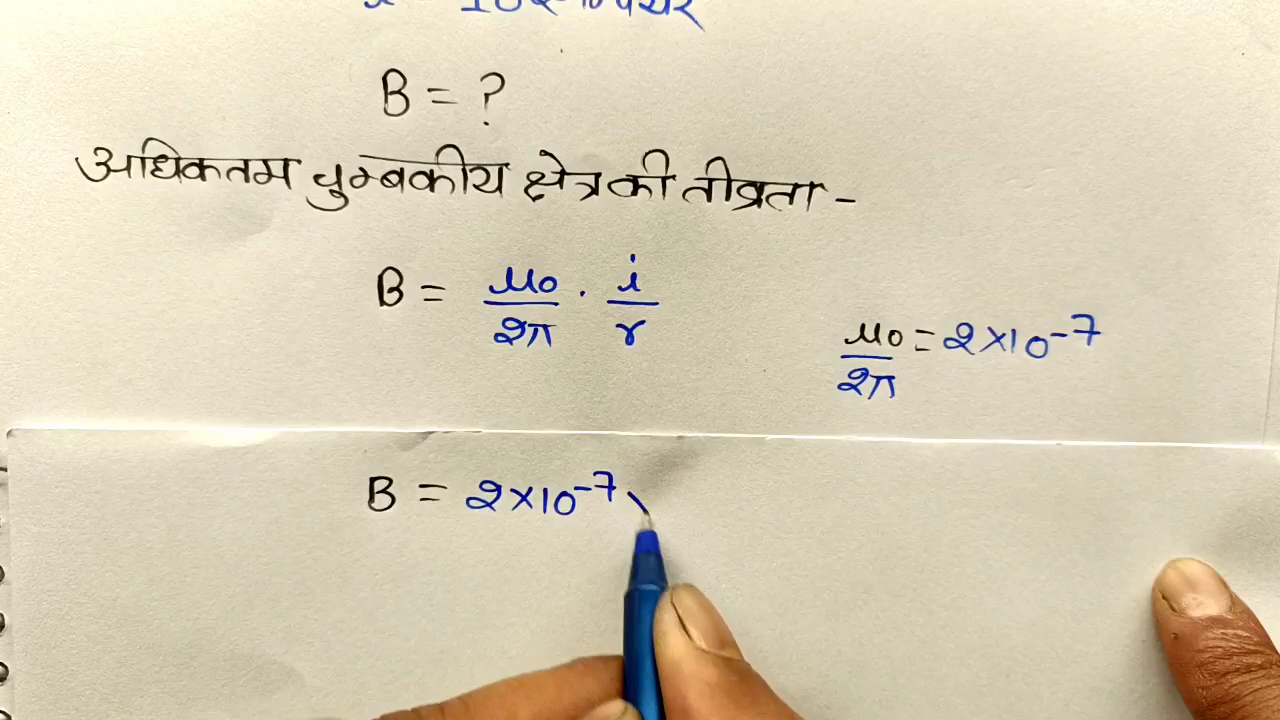 B = ?
अधिकतम चुम्बकीय क्षेत्र की तीव्रता -
B = μ0/2π . i/r
μ0/2π = 2×10⁻⁷
B = 2×10⁻⁷